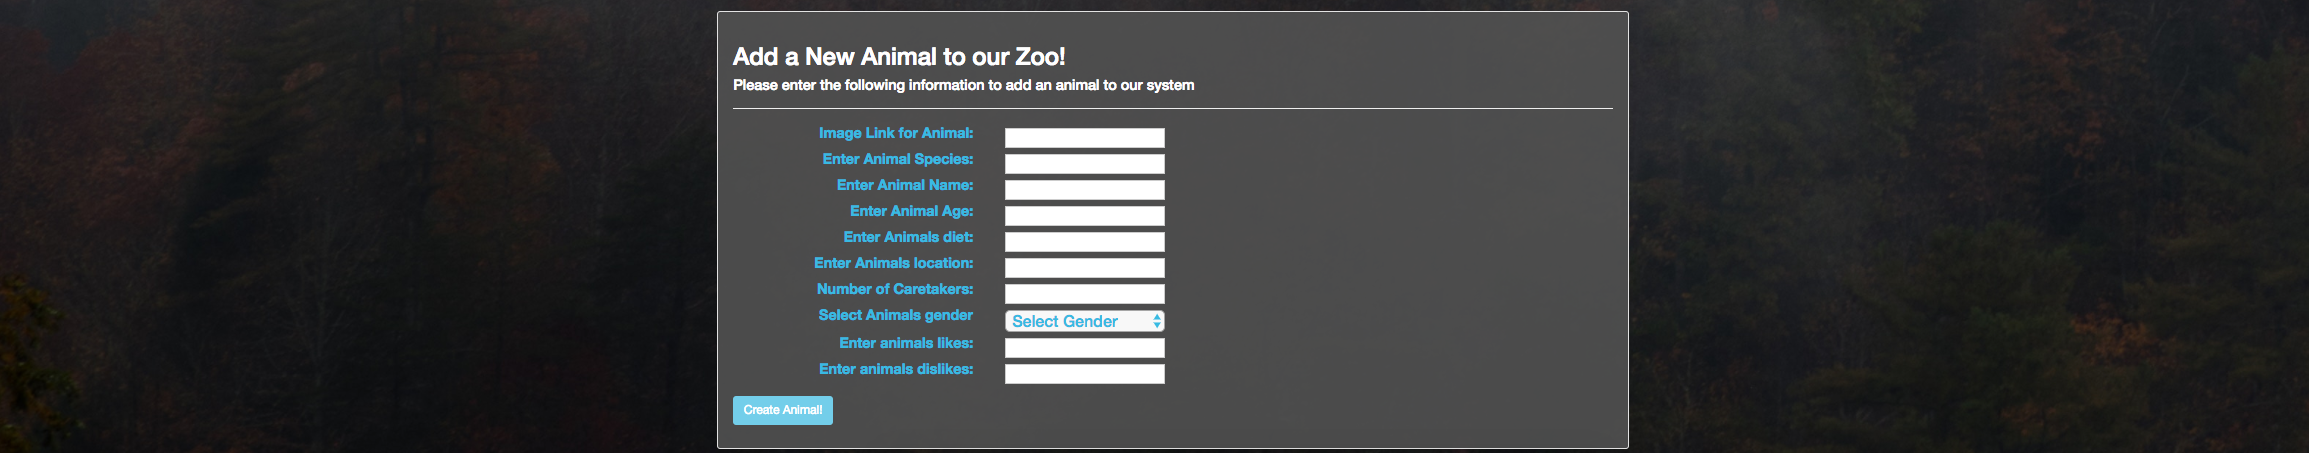 Add a New Animal to our Zoo!
Please enter the following information to add an animal to our system
Image Link for Animal:
Enter Animal Species:
Enter Animal Name:
Enter Animal Age:
Enter Animals diet:
Enter Animals location:
Number of Caretakers:
Select Animals gender Select Gender
Enter animals likes:
Enter animals dislikes:
Create Animal!